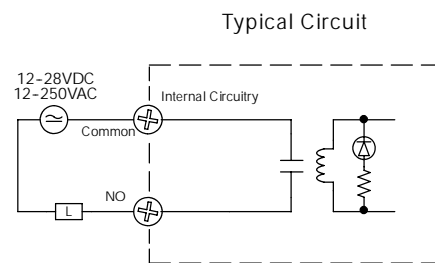 Typical Circuit
12-28VDC
12-250VAC
Internal Circuitry
Common
NO
L